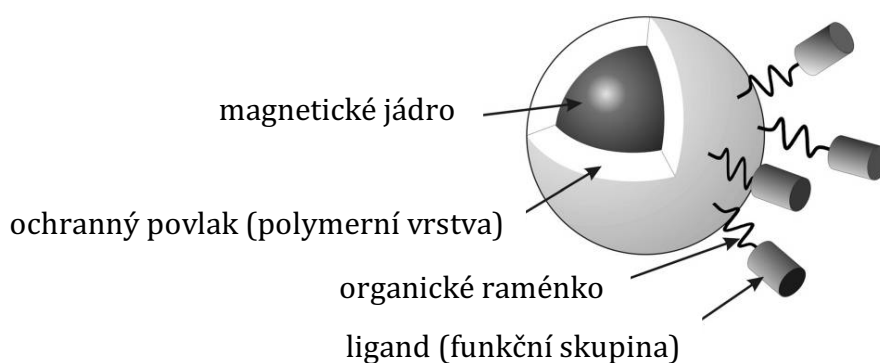 magnetické jádro
ochranný povlak (polymerní vrstva)
organické raménko
ligand (funkční skupina)